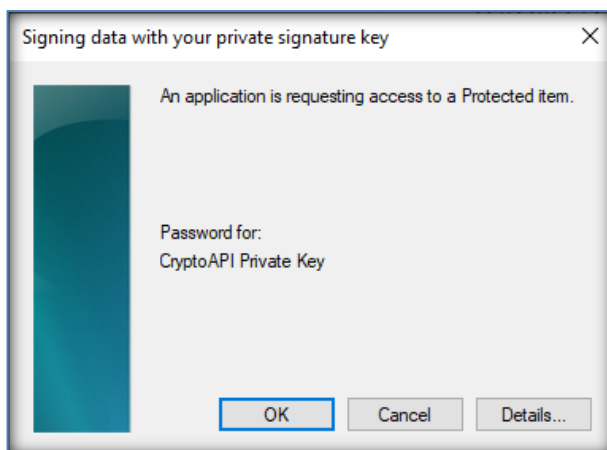 Signing data with your private signature key
An application is requesting access to a Protected item.
Password for:
CryptoAPI Private Key
OK
Cancel
Details...